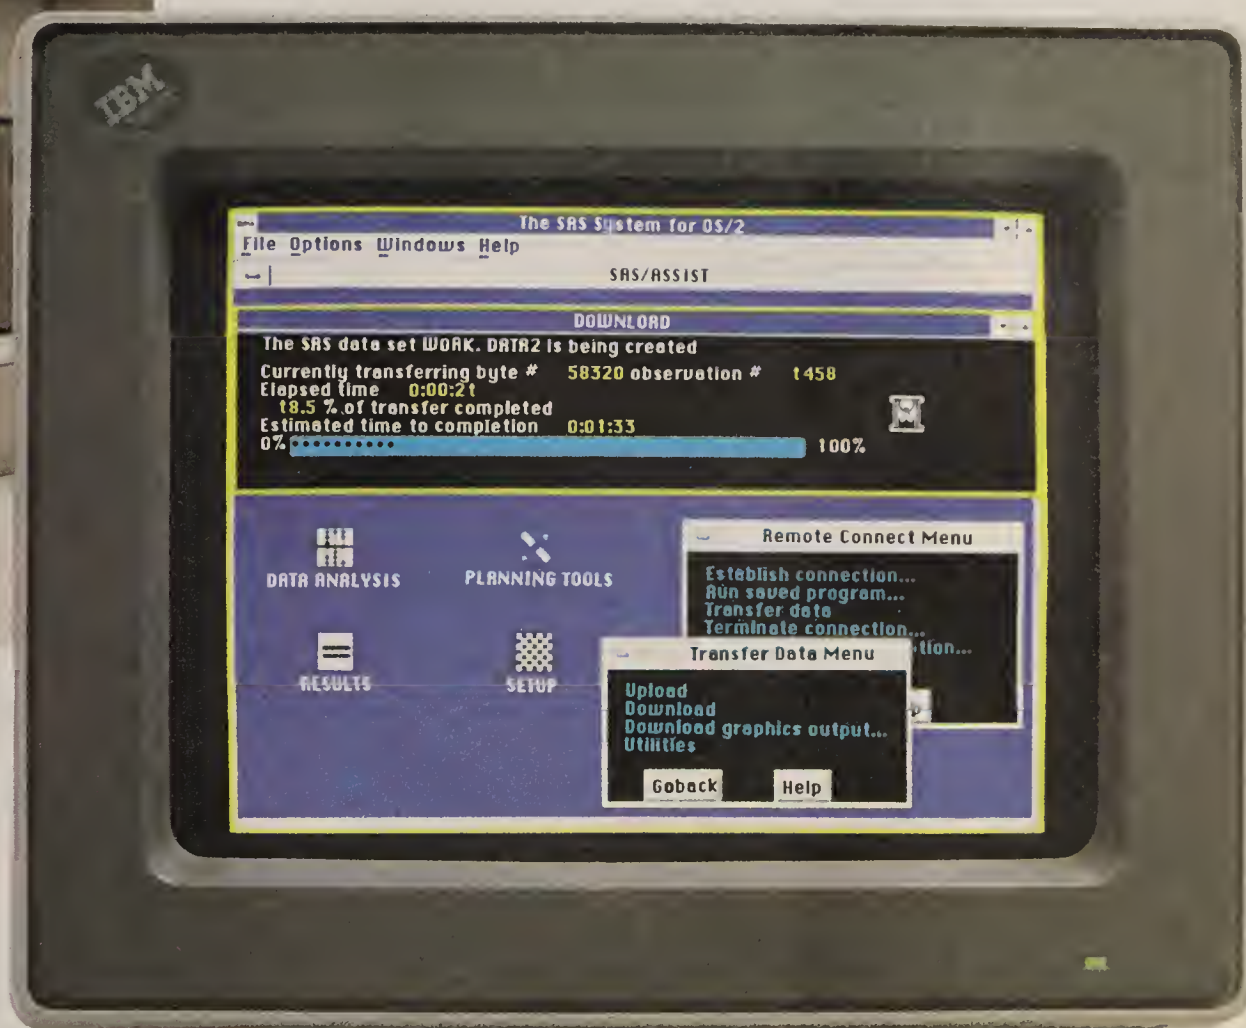 IBM
The SAS System for OS/2
File Options Windows Help
SAS/ASSIST
DOWNLOAD
The SAS data set WORK. DATA2 is being created
Currently transferring byte # 58320 observation # 1458
Elapsed time 0:00:21
18.5 % of transfer completed
Estimated time to completion 0:01:33
0% 100%
DATA ANALYSIS
PLANNING TOOLS
RESULTS
SETUP
Remote Connect Menu
Establish connection...
Run saved program...
Transfer data
Terminate connection...
tion...
Transfer Data Menu
Upload
Download
Download graphics output...
Utilities
Goback Help